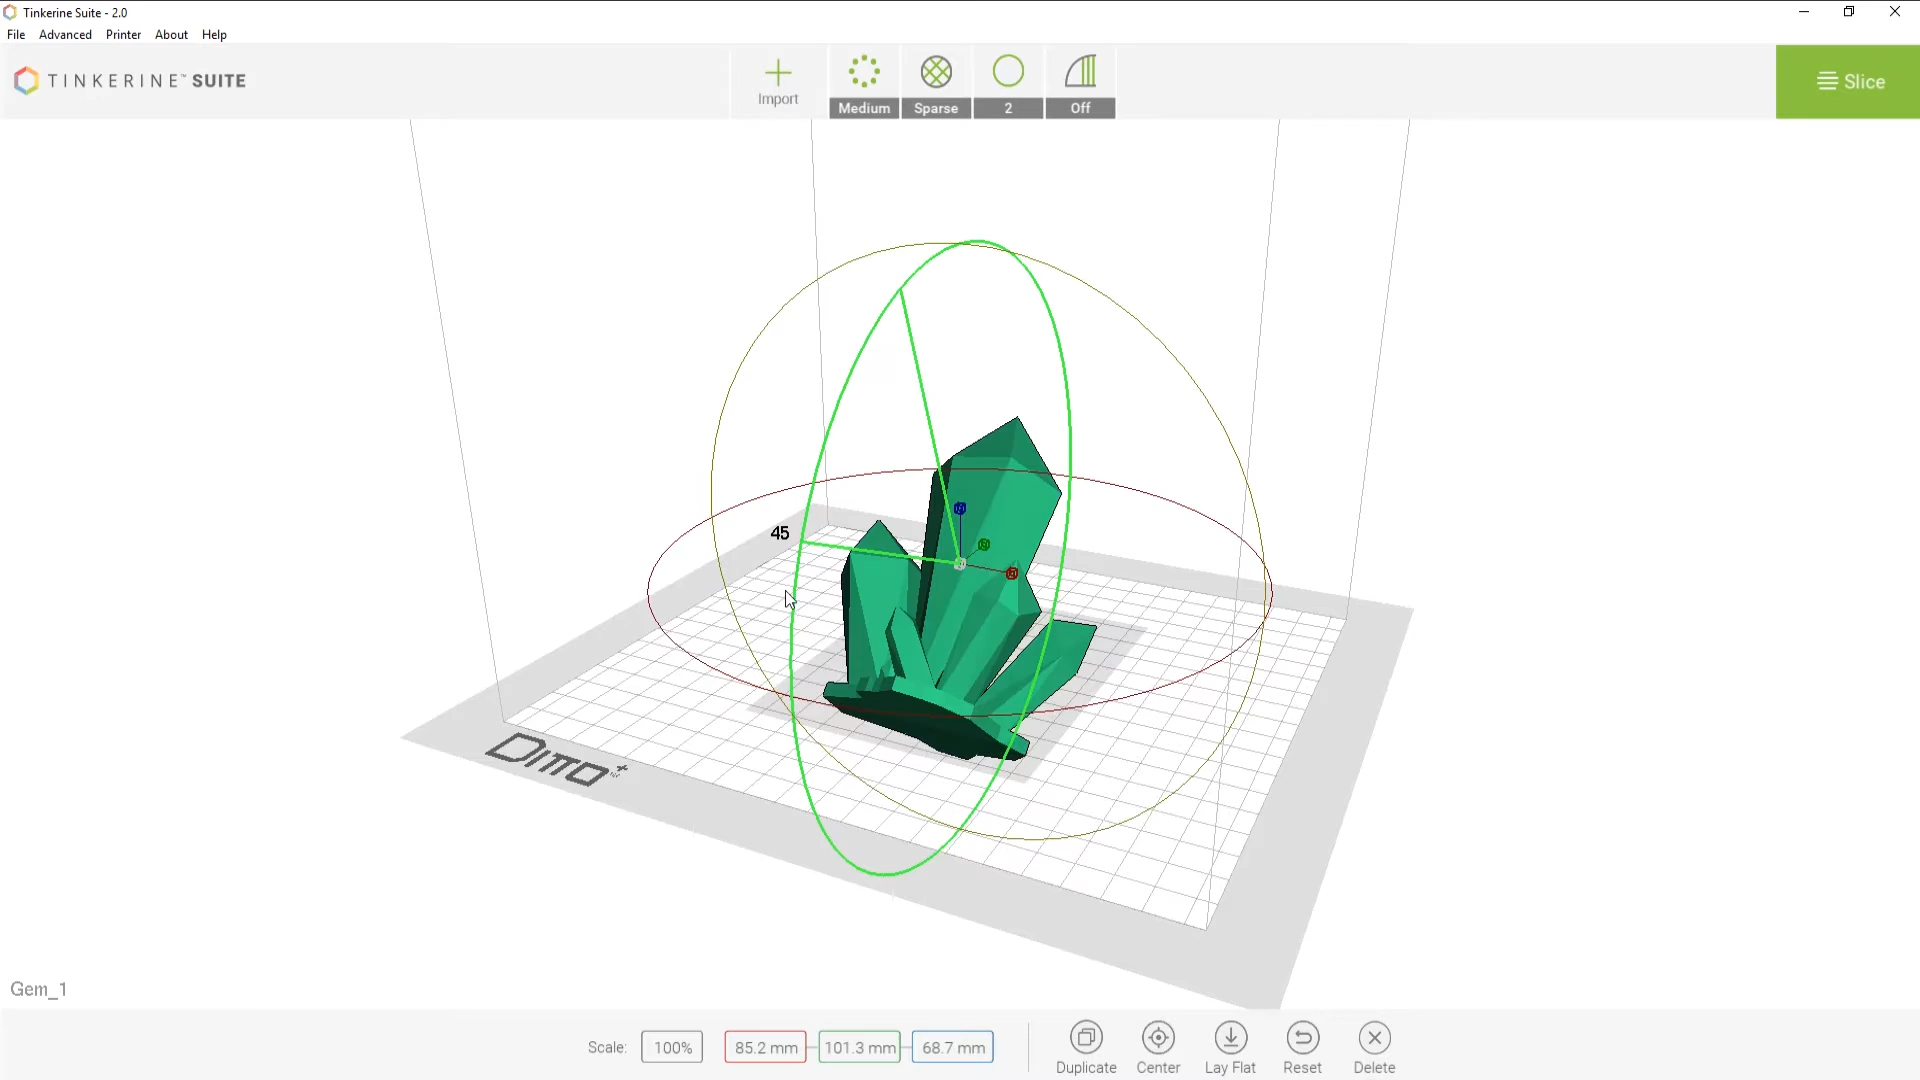 Tinkerine Suite - 2.0
File Advanced Printer About Help
TINKERINE™ SUITE
Import
Medium
Sparse
2
Off
Slice
45
DITTO+
Gem_1
Scale: 100% 85.2 mm 101.3 mm 68.7 mm
Duplicate
Center
Lay Flat
Reset
Delete